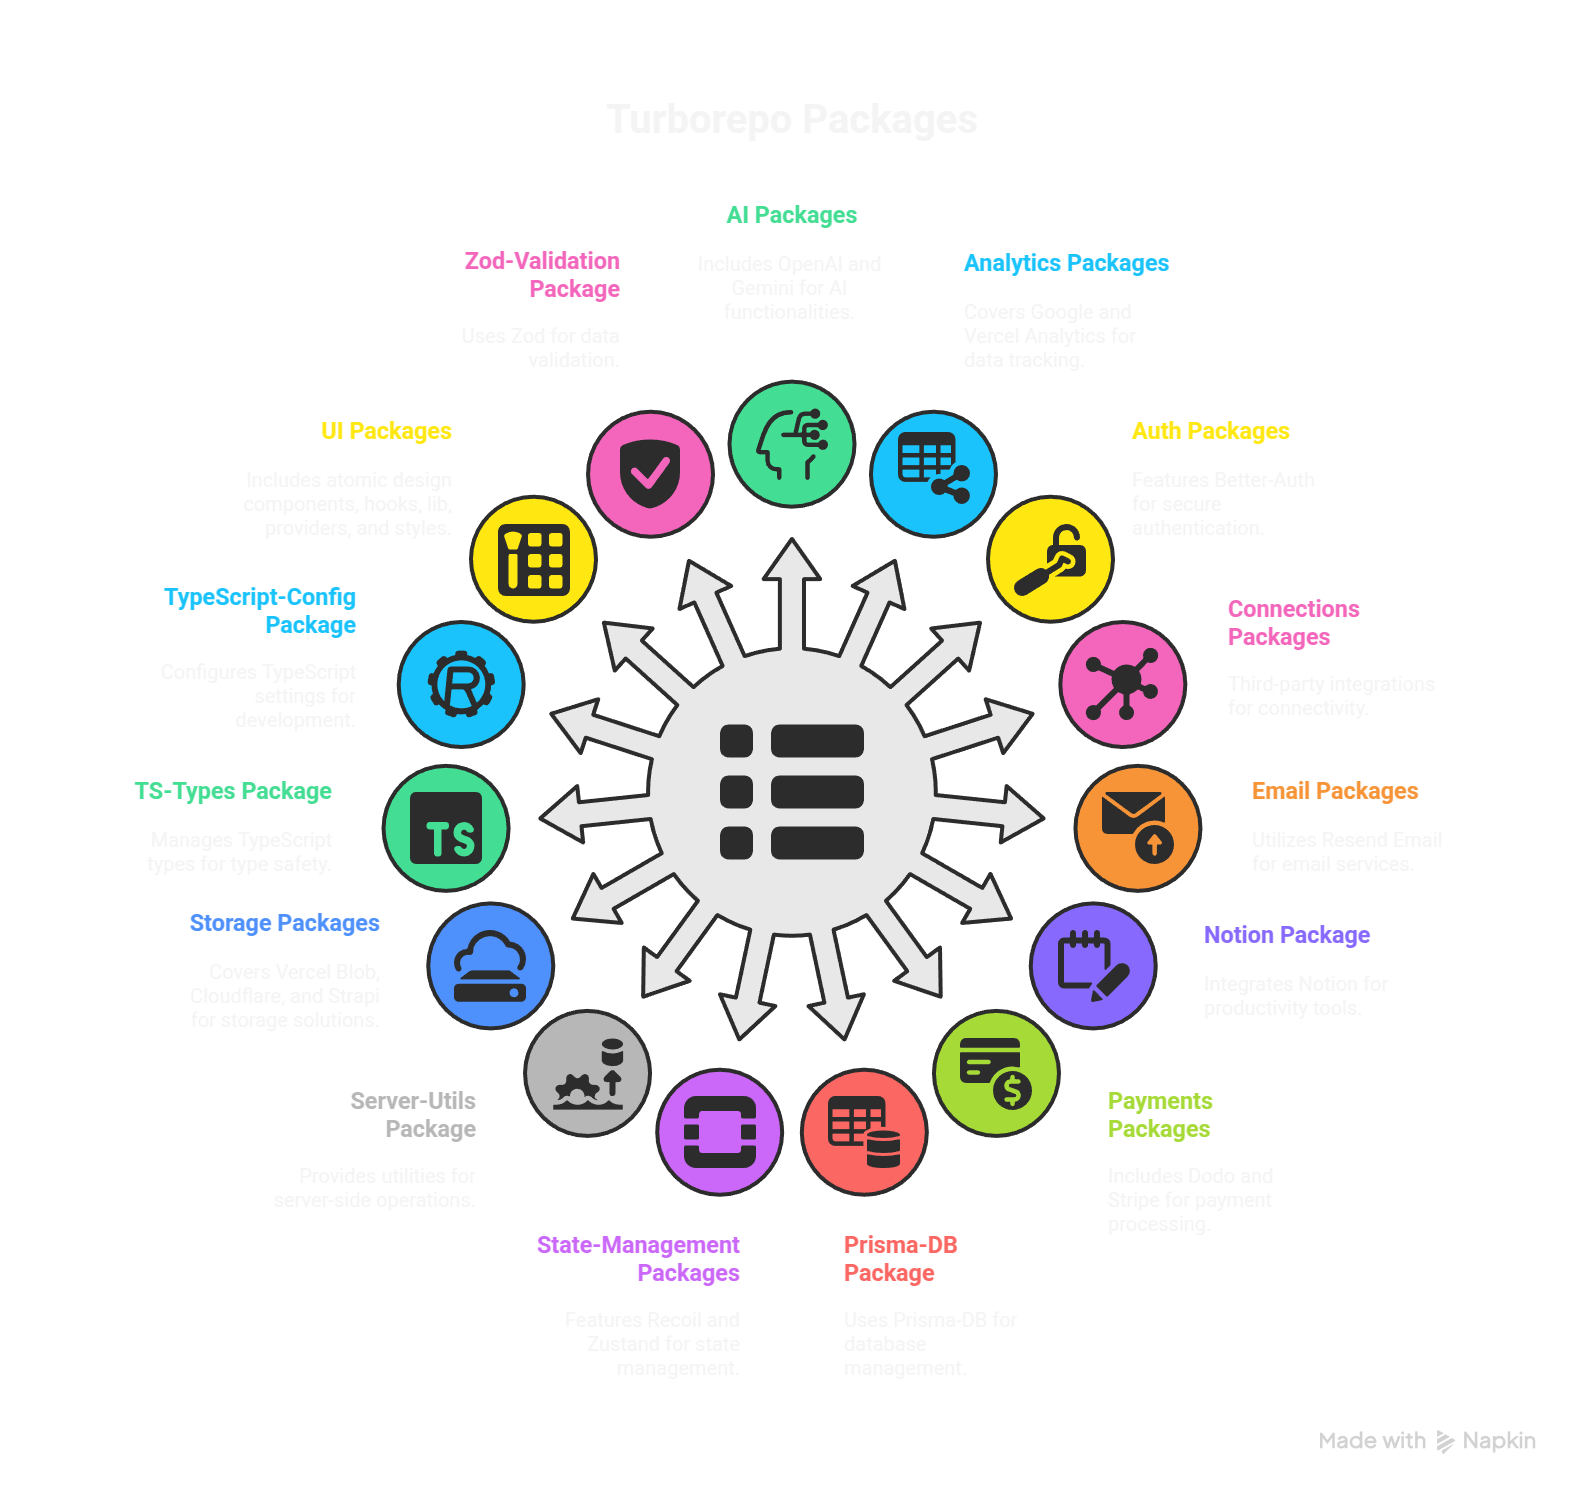 Turborepo Packages
AI Packages
Includes OpenAI and
Gemini for AI
functionalities.
Analytics Packages
Covers Google and
Vercel Analytics for
data tracking.
Auth Packages
Features Better-Auth
for secure
authentication.
Connections
Packages
Third-party integrations
for connectivity.
Email Packages
Utilizes Resend Email
for email services.
Notion Package
Integrates Notion for
productivity tools.
Payments
Packages
Includes Dodo and
Stripe for payment
processing.
Prisma-DB
Package
Uses Prisma-DB for
database
management.
State-Management
Packages
Features Recoil and
Zustand for state
management.
Server-Utils
Package
Provides utilities for
server-side operations.
Storage Packages
Covers Vercel Blob,
Cloudflare, and Strapi
for storage solutions.
TS-Types Package
Manages TypeScript
types for type safety.
TypeScript-Config
Package
Configures TypeScript
settings for
development.
UI Packages
Includes atomic design
components, hooks, lib,
providers, and styles.
Zod-Validation
Package
Uses Zod for data
validation.
R
TS
$
Made with Napkin